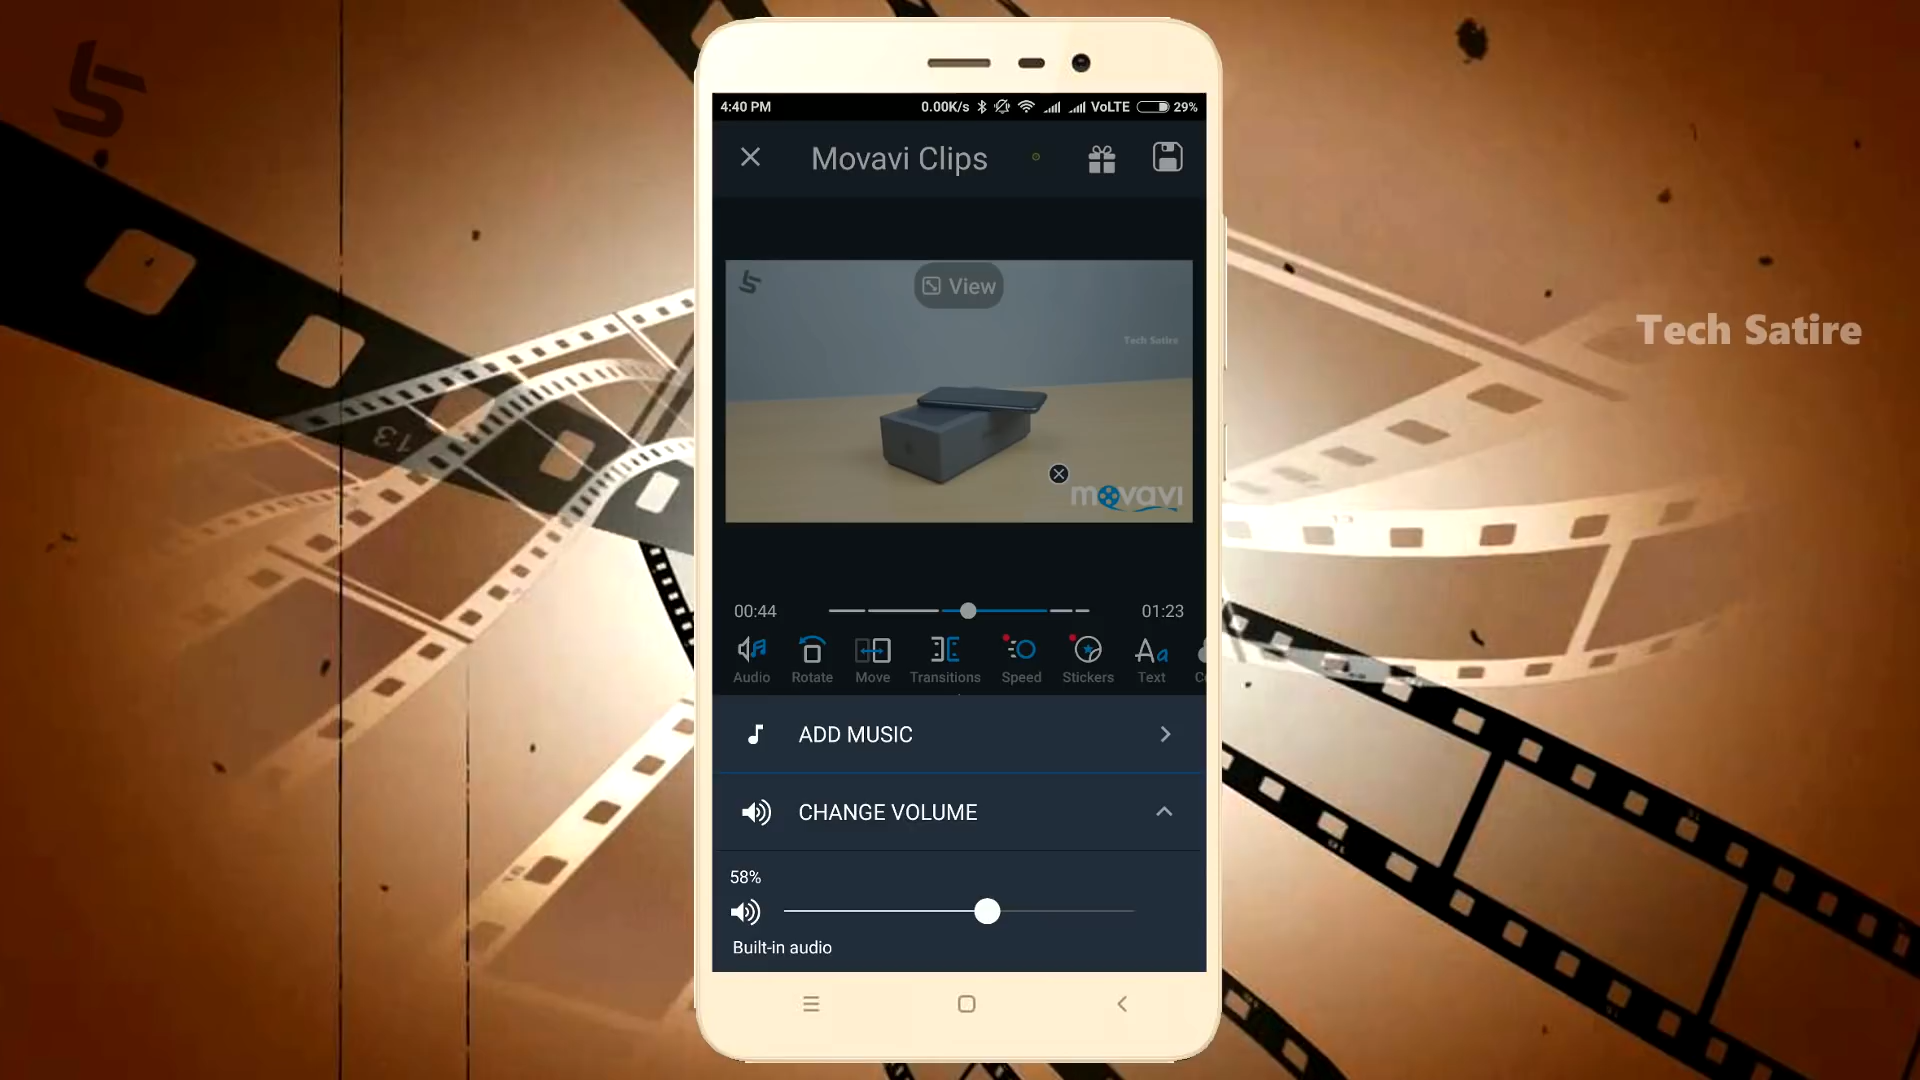 4:40 PM
0.00K/s
VoLTE
29%
Movavi Clips
View
Tech Satire
Tech Satire
movavi
13
00:44
01:23
Audio
Rotate
Move
Transitions
Speed
Stickers
Text
ADD MUSIC
CHANGE VOLUME
58%
Built-in audio